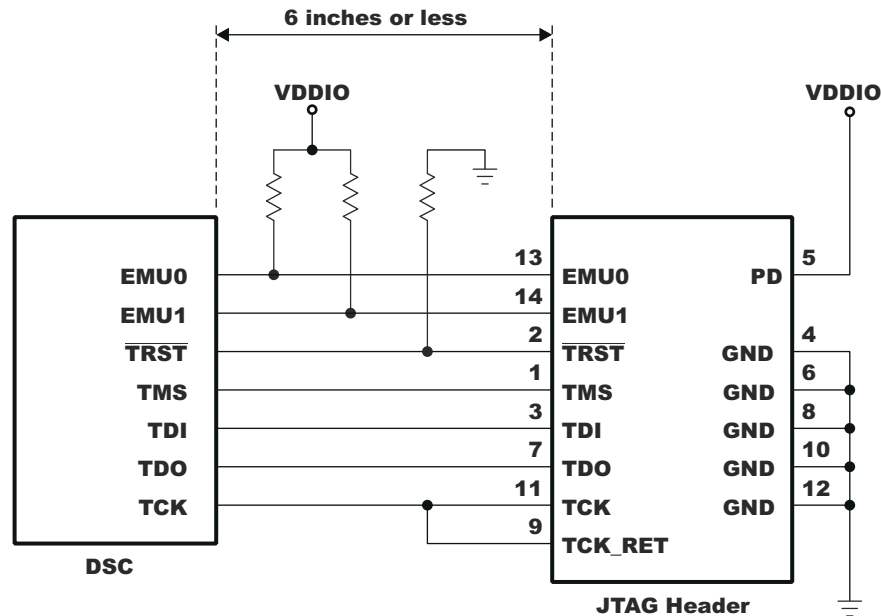 6 inches or less
VDDIO
VDDIO
13
EMU0
EMU0
PD
5
14
EMU1
EMU1
2
TRST
TRST
GND
4
1
TMS
TMS
GND
6
3
TDI
TDI
GND
8
7
TDO
TDO
GND
10
11
TCK
TCK
GND
12
9
TCK_RET
DSC
JTAG Header